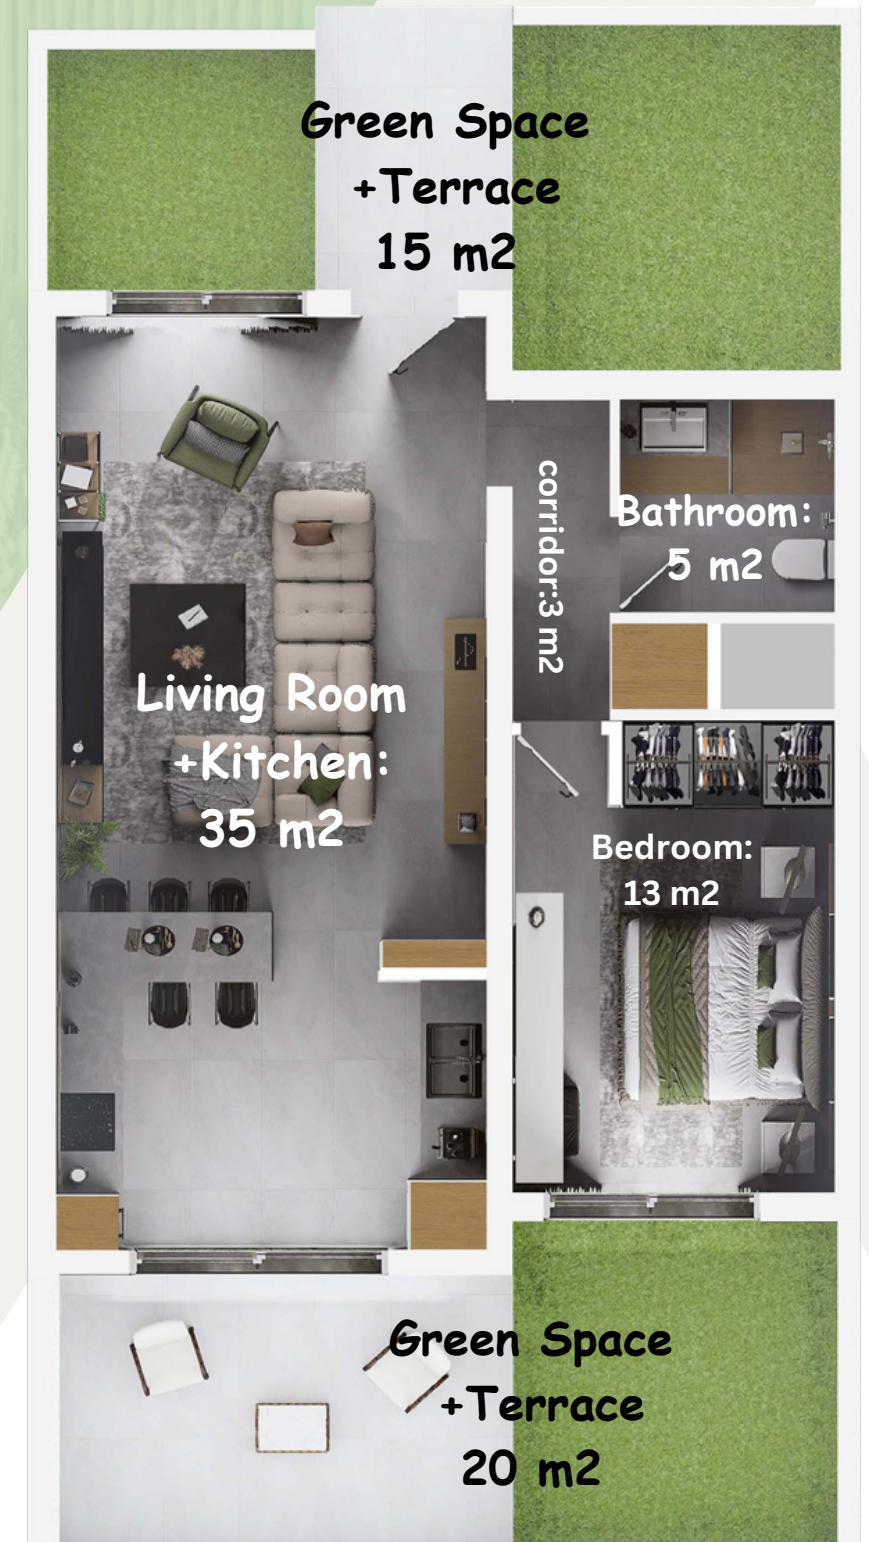 Green Space
+Terrace
15 m2
corridor:3 m2
Bathroom:
5 m2
Living Room
+Kitchen:
35 m2
Bedroom:
13 m2
Green Space
+Terrace
20 m2